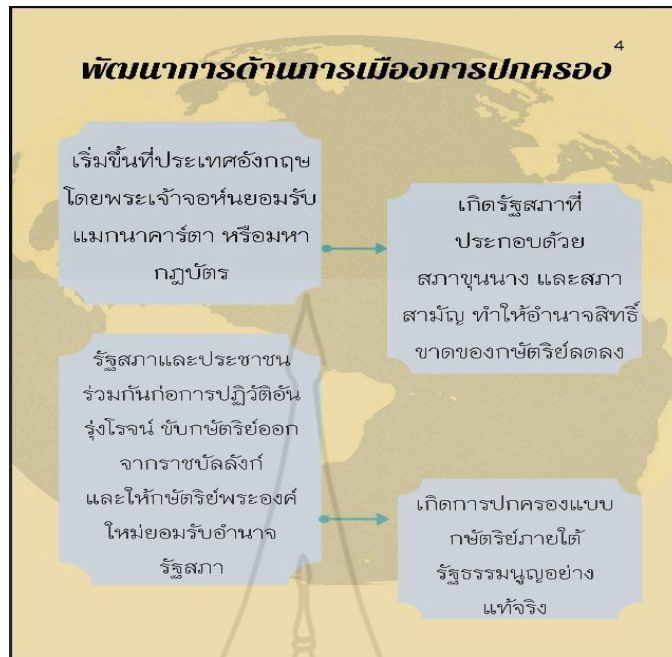 4
พัฒนาการด้านการเมืองการปกครอง
เริ่มขึ้นที่ประเทศอังกฤษ
โดยพระเจ้าจอห์นยอมรับ
แมกนาคาร์ตา หรือมหา
กฎบัตร
เกิดรัฐสภาที่
ประกอบด้วย
สภาขุนนาง และสภา
สามัญ ทำให้อำนาจสิทธิ์
ขาดของกษัตริย์ลดลง
รัฐสภาและประชาชน
ร่วมกันก่อการปฏิวัติอัน
รุ่งโรจน์ ขับกษัตริย์ออก
จากราชบัลลังก์
และให้กษัตริย์พระองค์
ใหม่ยอมรับอำนาจ
รัฐสภา
เกิดการปกครองแบบ
กษัตริย์ภายใต้
รัฐธรรมนูญอย่าง
แท้จริง